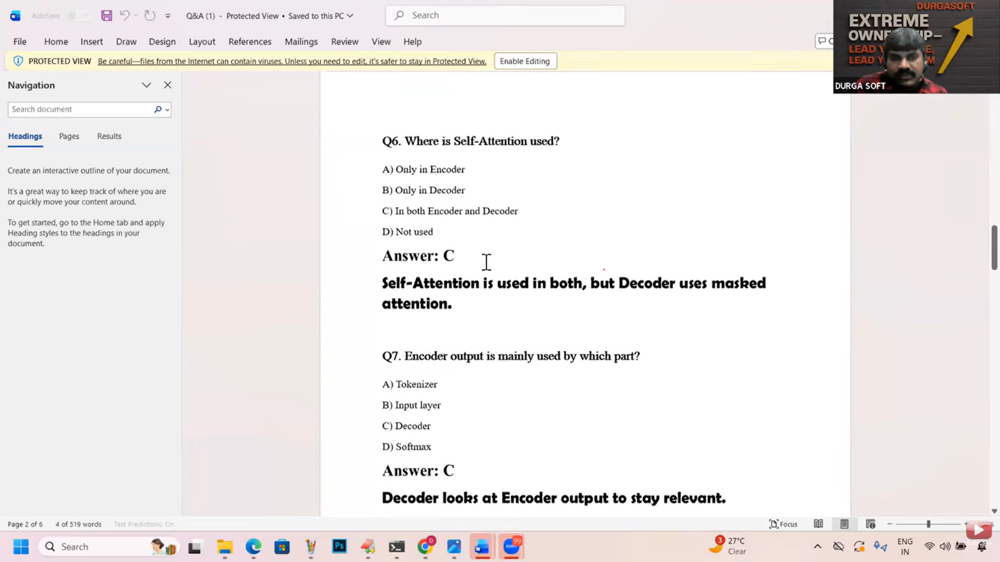 AutoSave Off
Q&A (1) • Protected View • Saved to this PC
Search
File Home Insert Draw Design Layout References Mailings Review View Help
PROTECTED VIEW Be careful—files from the Internet can contain viruses. Unless you need to edit, it's safer to stay in Protected View. Enable Editing
DURGASOFT
EXTREME
DURGA SOFT
Navigation
Search document
Headings Pages Results
Create an interactive outline of your document.
It's a great way to keep track of where you are
or quickly move your content around.
To get started, go to the Home tab and apply
Heading styles to the headings in your
document.
Q6. Where is Self-Attention used?
A) Only in Encoder
B) Only in Decoder
C) In both Encoder and Decoder
D) Not used
Answer: C
Self-Attention is used in both, but Decoder uses masked
attention.
Q7. Encoder output is mainly used by which part?
A) Tokenizer
B) Input layer
C) Decoder
D) Softmax
Answer: C
Decoder looks at Encoder output to stay relevant.
Page 2 of 6 4 of 519 words Text Predictions: On
Focus
Search
Ps
99
3
27°C
Clear
ENG
IN